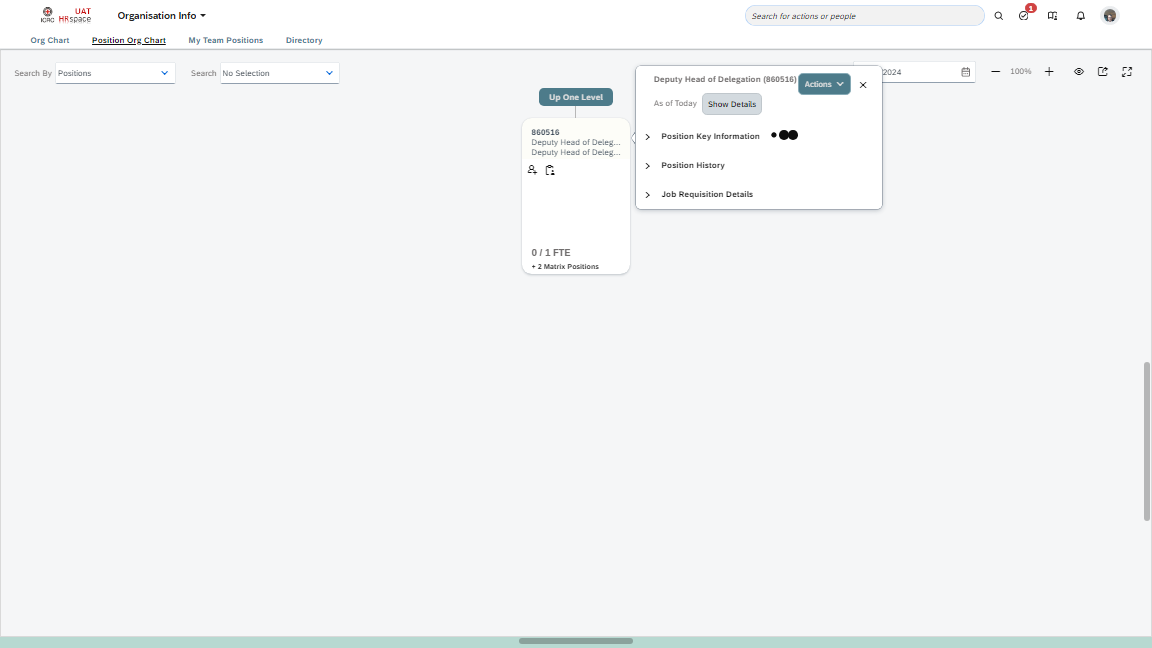 ICRC
UAT
HRspace
Organisation Info
Search for actions or people
1
Org Chart
Position Org Chart
My Team Positions
Directory
Search By
Positions
Search
No Selection
2024
100%
Deputy Head of Delegation (860516)
Actions
As of Today
Show Details
Position Key Information
Position History
Job Requisition Details
Up One Level
860516
Deputy Head of Deleg...
Deputy Head of Deleg...
0 / 1 FTE
+ 2 Matrix Positions